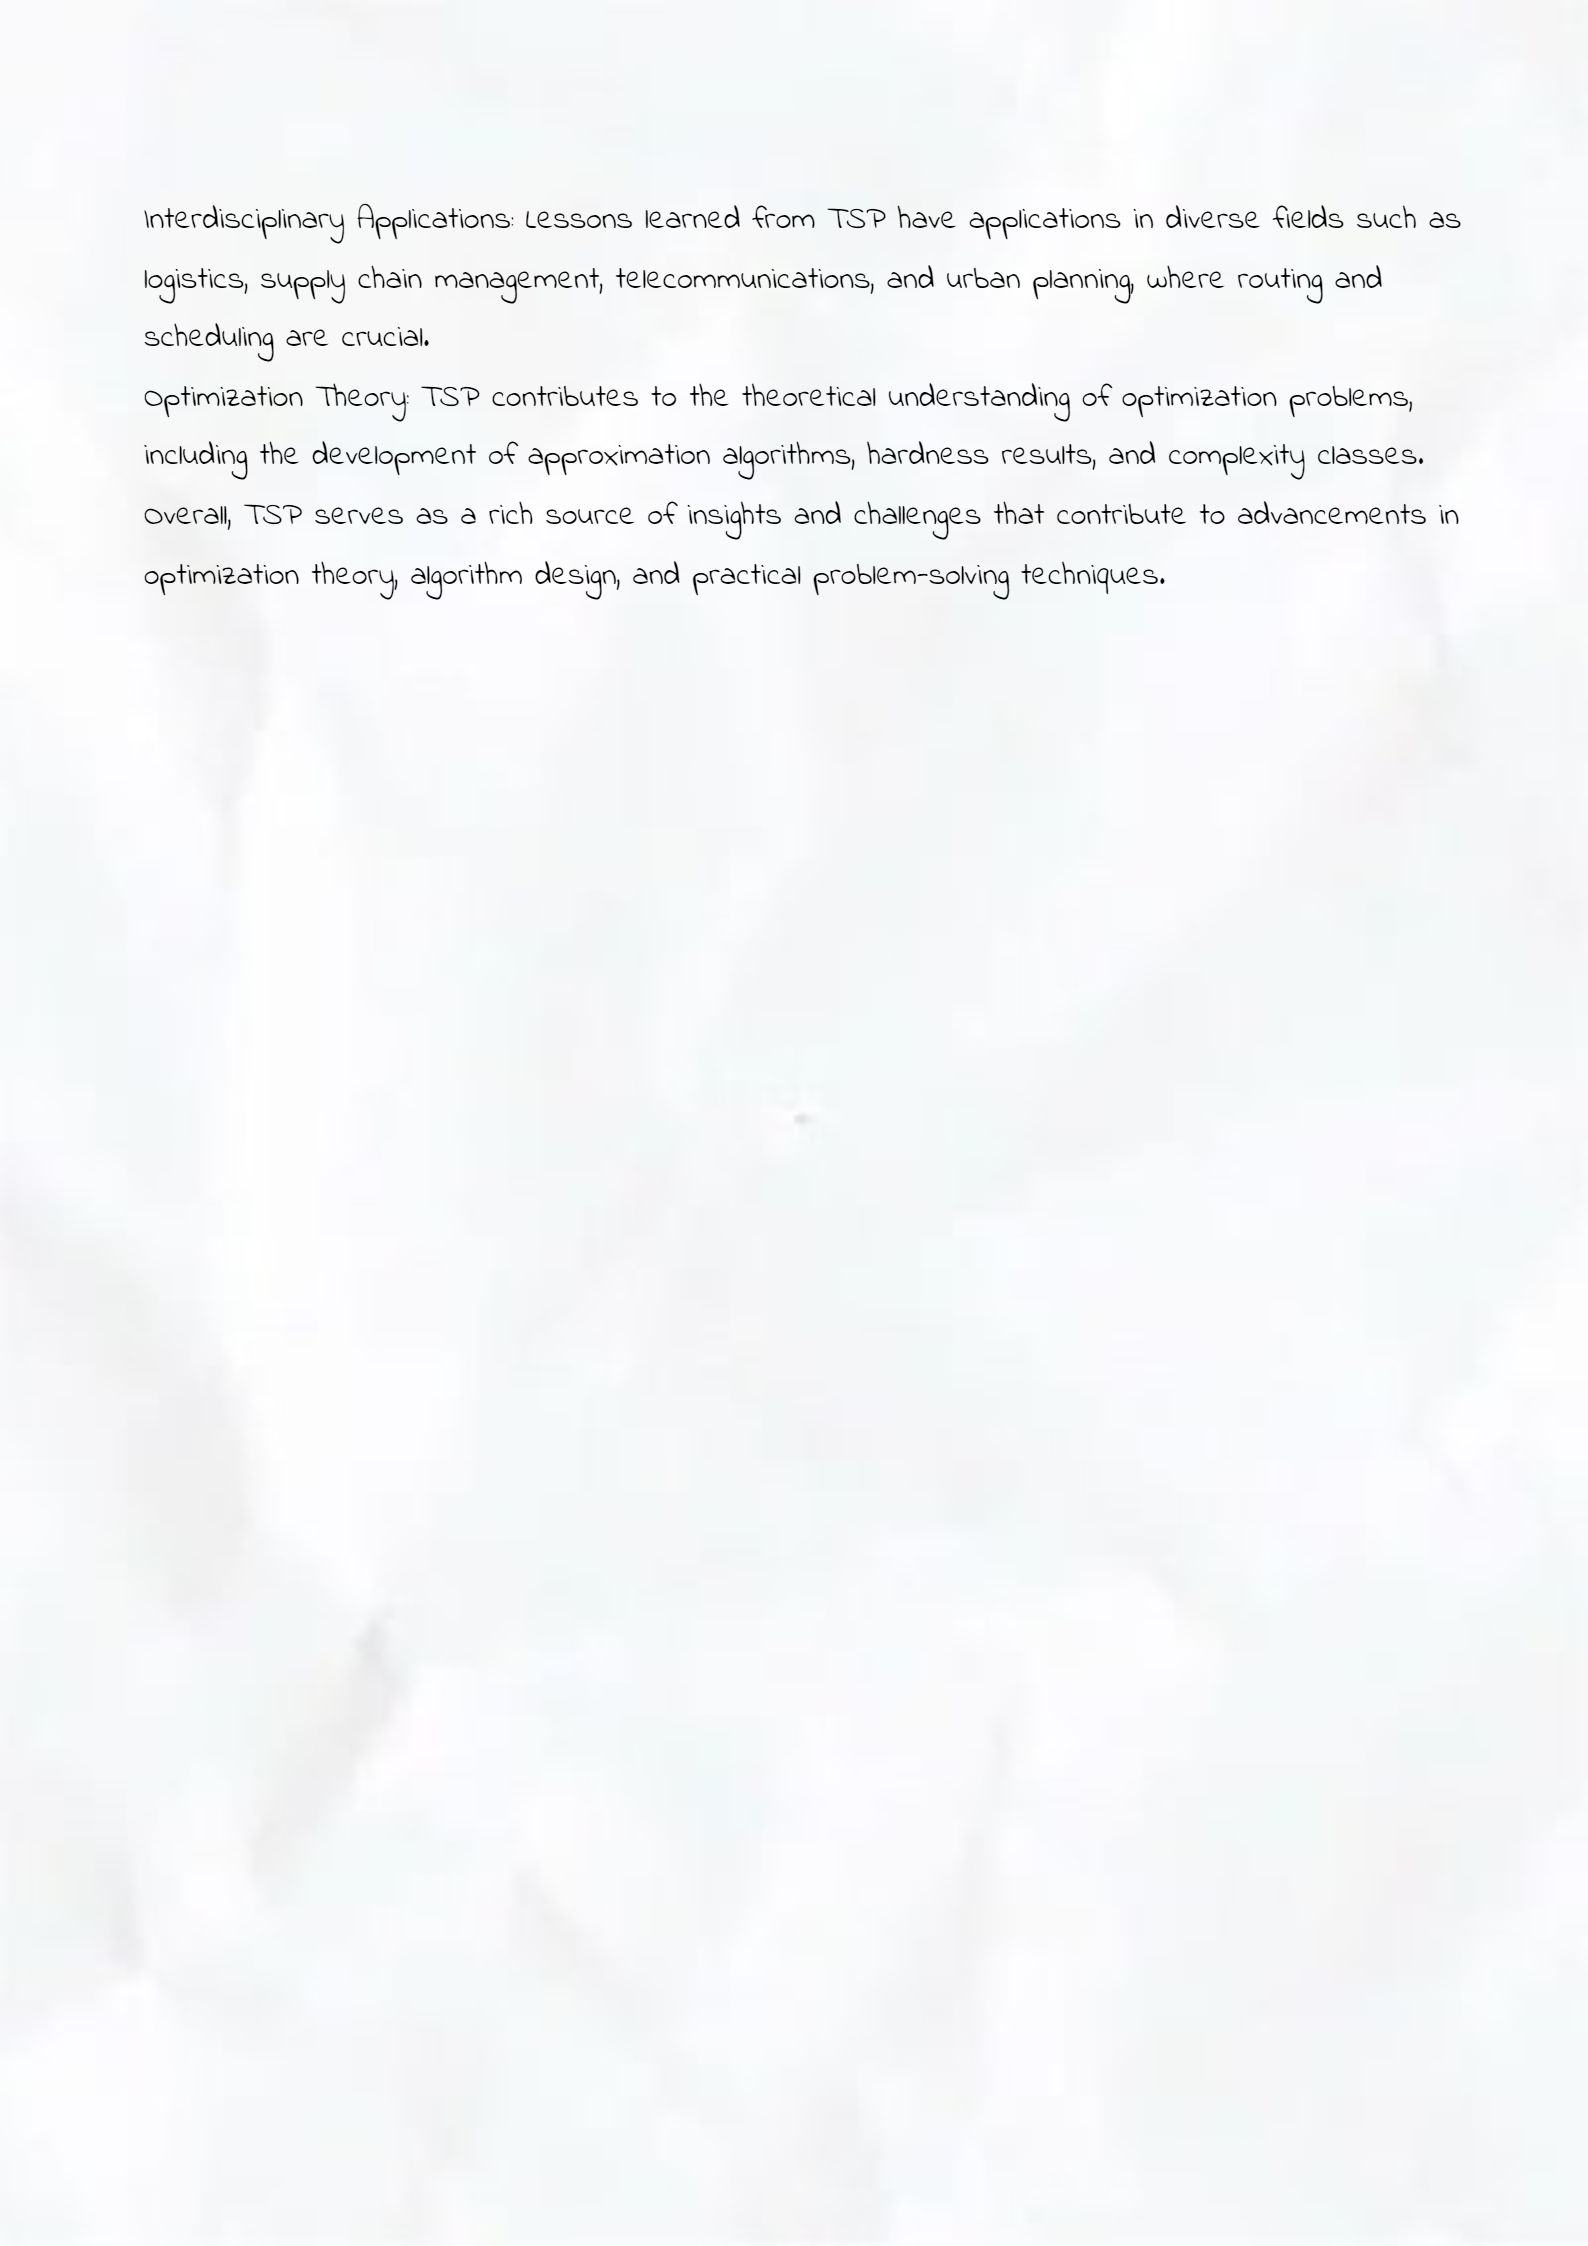 Interdisciplinary Applications: Lessons learned from TSP have applications in diverse fields such as
logistics, supply chain management, telecommunications, and urban planning, where routing and
scheduling are crucial.
Optimization Theory: TSP contributes to the theoretical understanding of optimization problems,
including the development of approximation algorithms, hardness results, and complexity classes.
Overall, TSP serves as a rich source of insights and challenges that contribute to advancements in
optimization theory, algorithm design, and practical problem-solving techniques.